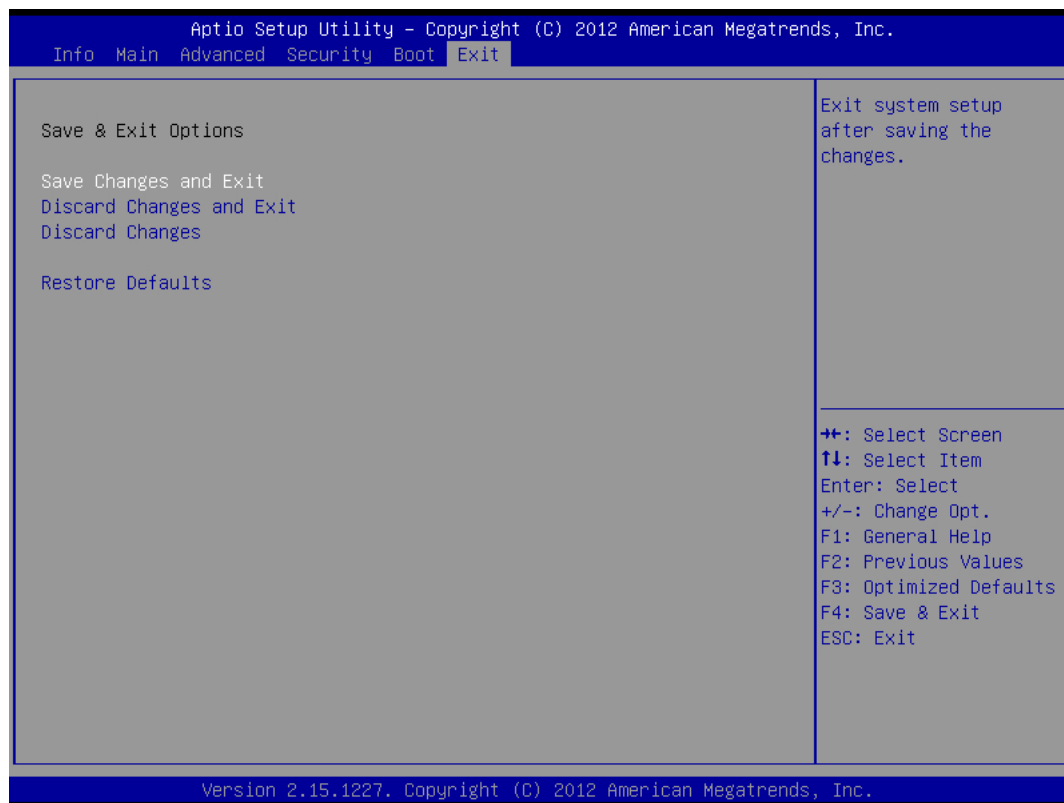 Aptio Setup Utility – Copyright (C) 2012 American Megatrends, Inc.
Info Main Advanced Security Boot Exit
Save & Exit Options
Save Changes and Exit
Discard Changes and Exit
Discard Changes
Restore Defaults
Exit system setup
after saving the
changes.
→←: Select Screen
↑↓: Select Item
Enter: Select
+/-: Change Opt.
F1: General Help
F2: Previous Values
F3: Optimized Defaults
F4: Save & Exit
ESC: Exit
Version 2.15.1227. Copyright (C) 2012 American Megatrends, Inc.